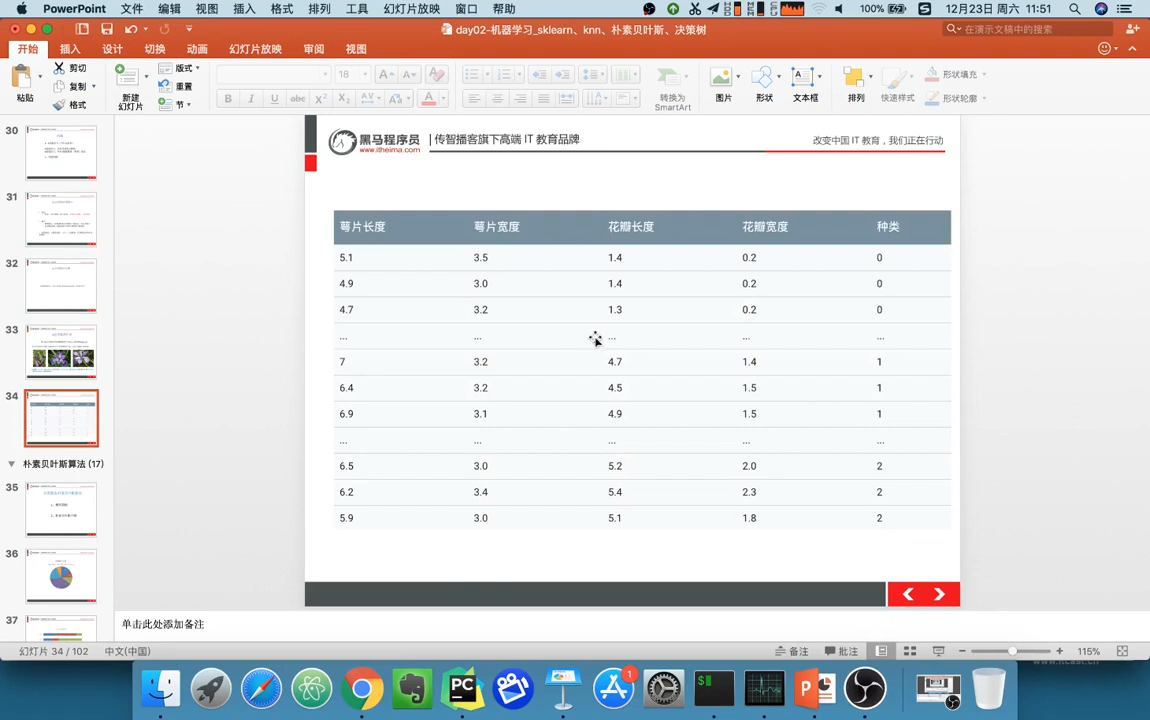 PowerPoint 文件 编辑 视图 插入 格式 排列 工具 幻灯片放映 窗口 帮助 100% 12月23日 周六 11:51
day02-机器学习_sklearn、knn、朴素贝叶斯、决策树 在演示文稿中的搜索
开始 插入 设计 切换 动画 幻灯片放映 审阅 视图
粘贴 剪切 复制 格式 新建 幻灯片 版式 重置 节 18 转换为 SmartArt 图片 形状 文本框 排列 快速样式 形状填充 形状轮廓
30
31
32
33
34
朴素贝叶斯算法 (17)
35
36
37
黑马程序员 www.itheima.com 传智播客旗下高端 IT 教育品牌 改变中国 IT 教育，我们正在行动
萼片长度 萼片宽度 花瓣长度 花瓣宽度 种类
5.1 3.5 1.4 0.2 0
4.9 3.0 1.4 0.2 0
4.7 3.2 1.3 0.2 0
... ... ... ... ...
7 3.2 4.7 1.4 1
6.4 3.2 4.5 1.5 1
6.9 3.1 4.9 1.5 1
... ... ... ... ...
6.5 3.0 5.2 2.0 2
6.2 3.4 5.4 2.3 2
5.9 3.0 5.1 1.8 2
单击此处添加备注
幻灯片 34 / 102 中文(中国) 备注 批注 115%